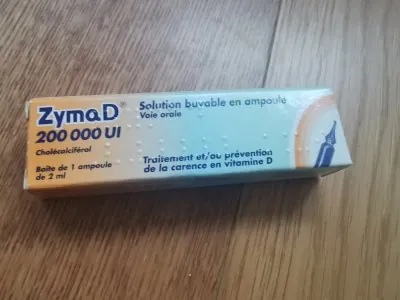 ZymaD®
200 000 UI
Cholécalciférol
Boîte de 1 ampoule
de 2 ml
Solution buvable en ampoule
Voie orale
Traitement et/ou prévention
de la carence en vitamine D